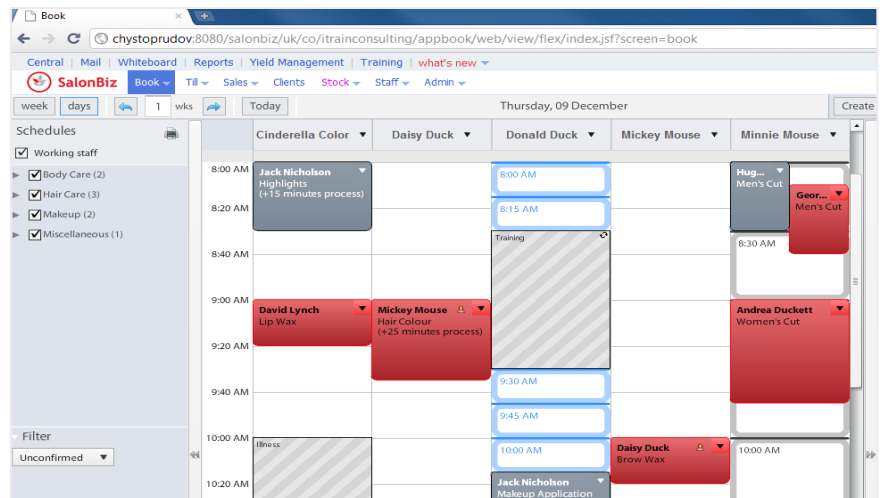 Book
chystoprudov:8080/salonbiz/uk/co/itrainconsulting/appbook/web/view/flex/index.jsf?screen=book
Central | Mail | Whiteboard | Reports | Yield Management | Training | what's new
SalonBiz Book Till Sales Clients Stock Staff Admin
week days 1 wks Today Thursday, 09 December Create
Schedules
Working staff
Body Care (2)
Hair Care (3)
Makeup (2)
Miscellaneous (1)
Filter
Unconfirmed
Cinderella Color Daisy Duck Donald Duck Mickey Mouse Minnie Mouse
8:00 AM
8:20 AM
8:40 AM
9:00 AM
9:20 AM
9:40 AM
10:00 AM
10:20 AM
Jack Nicholson
Highlights
(+15 minutes process)
David Lynch
Lip Wax
Illness
Mickey Mouse
Hair Colour
(+25 minutes process)
8:00 AM
8:15 AM
Training
9:30 AM
9:45 AM
10:00 AM
Jack Nicholson
Makeup Application
Daisy Duck
Brow Wax
Hug...
Men's Cut
Geor...
Men's Cut
8:30 AM
Andrea Duckett
Women's Cut
10:00 AM